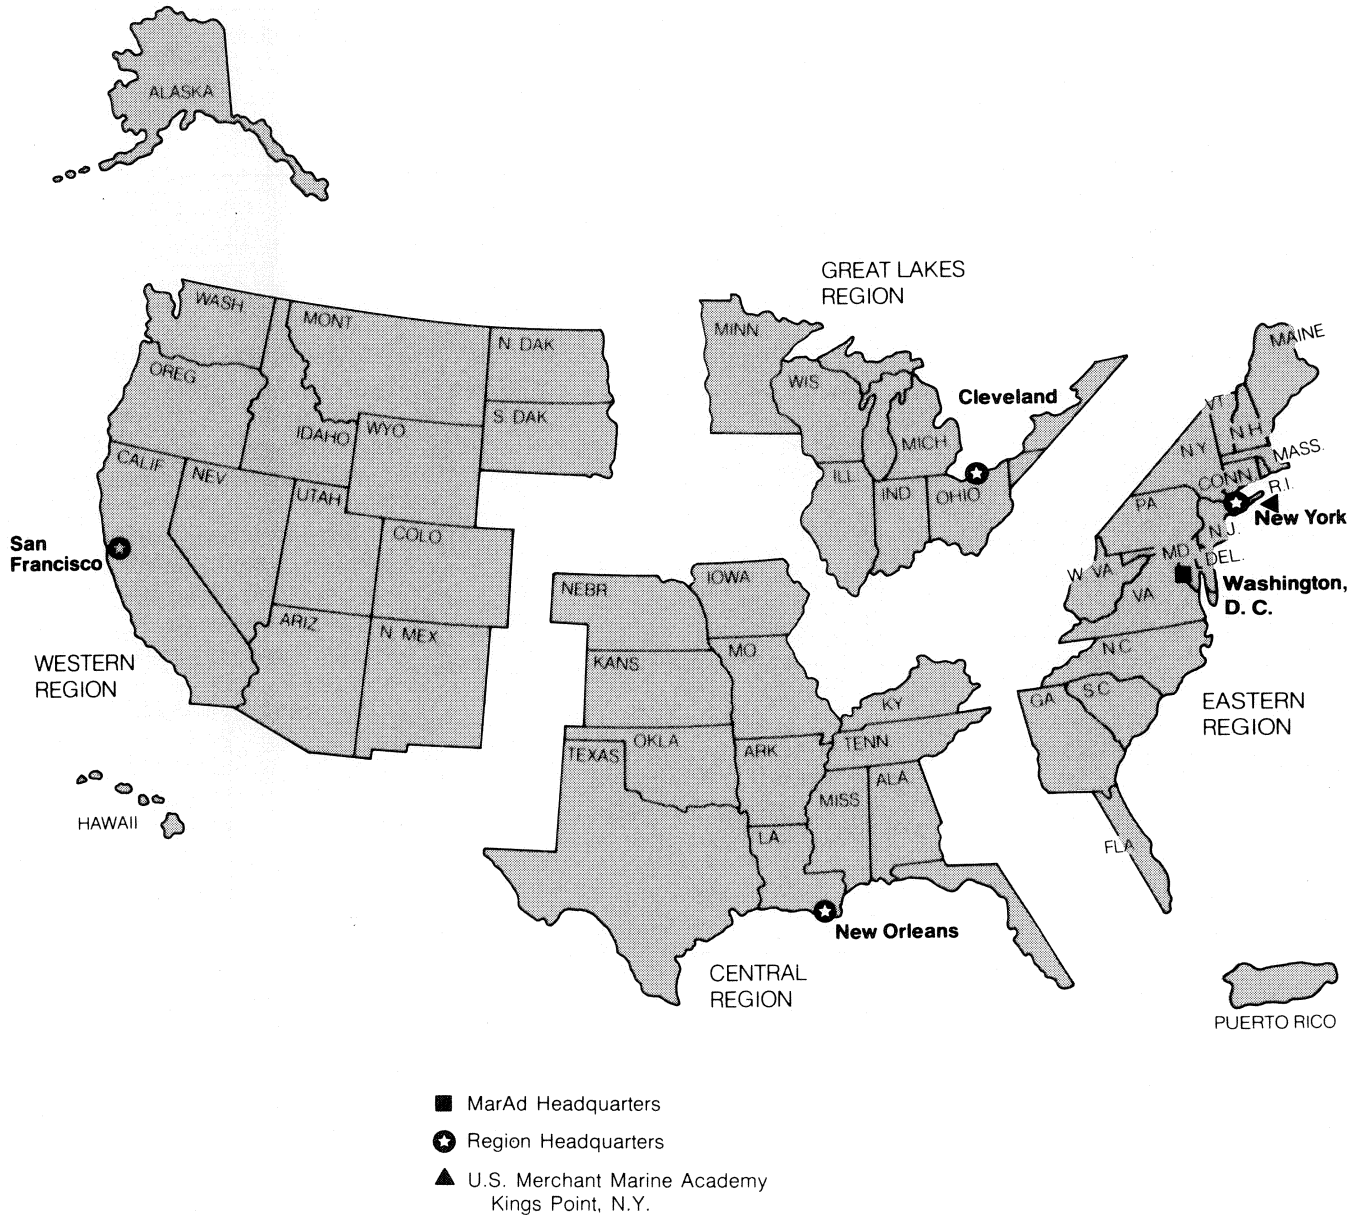 ALASKA
GREAT LAKES
REGION
WASH
MONT
N. DAK
MINN
MAINE
OREG
WIS
Cleveland
VT
S. DAK
IDAHO
WYO.
MICH
N.Y.
N H
MASS.
CALIF
NEV.
UTAH
ILL.
IND
OHIO
CONN.
R.I.
PA
New York
San
Francisco
COLO
N.J.
MD
DEL.
W. VA
Washington,
D. C.
VA
NEBR
IOWA
ARIZ.
N. MEX
WESTERN
REGION
KANS
MO
N.C
KY
GA
S.C
EASTERN
REGION
OKLA
TEXAS
ARK
TENN
MISS
ALA
HAWAII
LA
FLA
New Orleans
CENTRAL
REGION
PUERTO RICO
MarAd Headquarters
Region Headquarters
U.S. Merchant Marine Academy
Kings Point, N.Y.